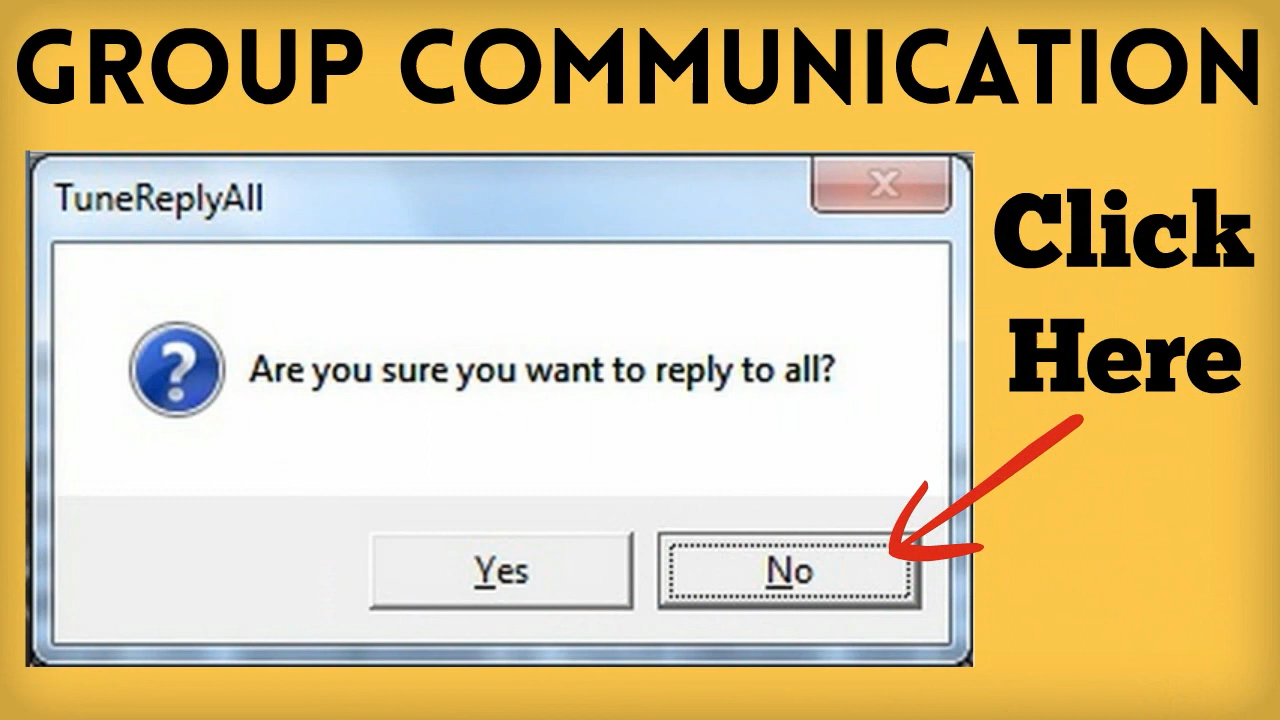 GROUP COMMUNICATION
TuneReplyAll
X
Click
Here
Are you sure you want to reply to all?
Yes
No